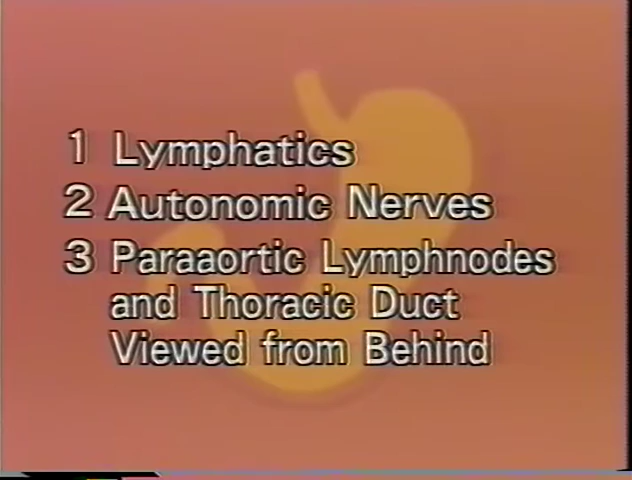 1 Lymphatics
2 Autonomic Nerves
3 Paraaortic Lymphnodes
and Thoracic Duct
Viewed from Behind